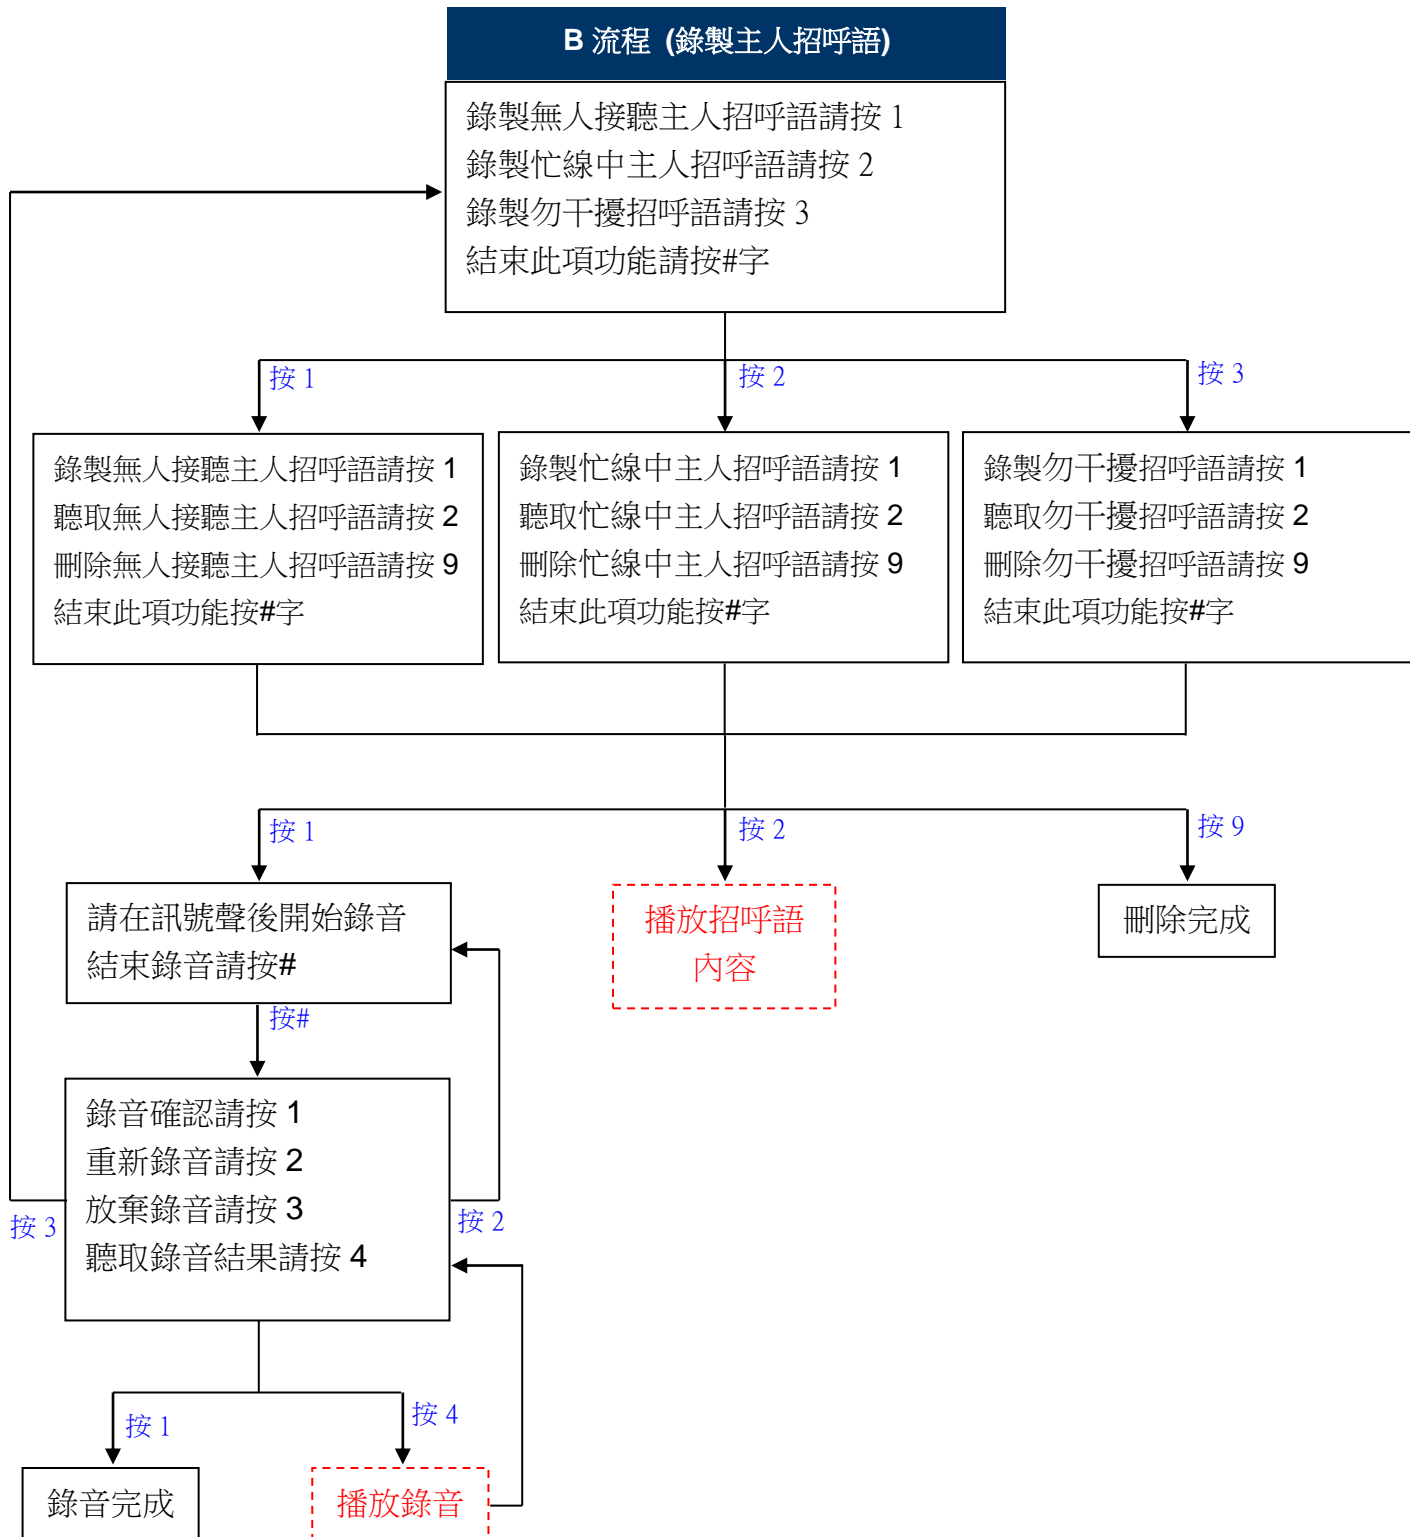 B 流程 (錄製主人招呼語)
錄製無人接聽主人招呼語請按 1
錄製忙線中主人招呼語請按 2
錄製勿干擾招呼語請按 3
結束此項功能請按#字
按 1
按 2
按 3
錄製無人接聽主人招呼語請按 1
聽取無人接聽主人招呼語請按 2
刪除無人接聽主人招呼語請按 9
結束此項功能按#字
錄製忙線中主人招呼語請按 1
聽取忙線中主人招呼語請按 2
刪除忙線中主人招呼語請按 9
結束此項功能按#字
錄製勿干擾招呼語請按 1
聽取勿干擾招呼語請按 2
刪除勿干擾招呼語請按 9
結束此項功能按#字
按 1
按 2
按 9
請在訊號聲後開始錄音
結束錄音請按#
播放招呼語
內容
刪除完成
按#
錄音確認請按 1
重新錄音請按 2
放棄錄音請按 3
聽取錄音結果請按 4
按 3
按 2
按 1
按 4
錄音完成
播放錄音